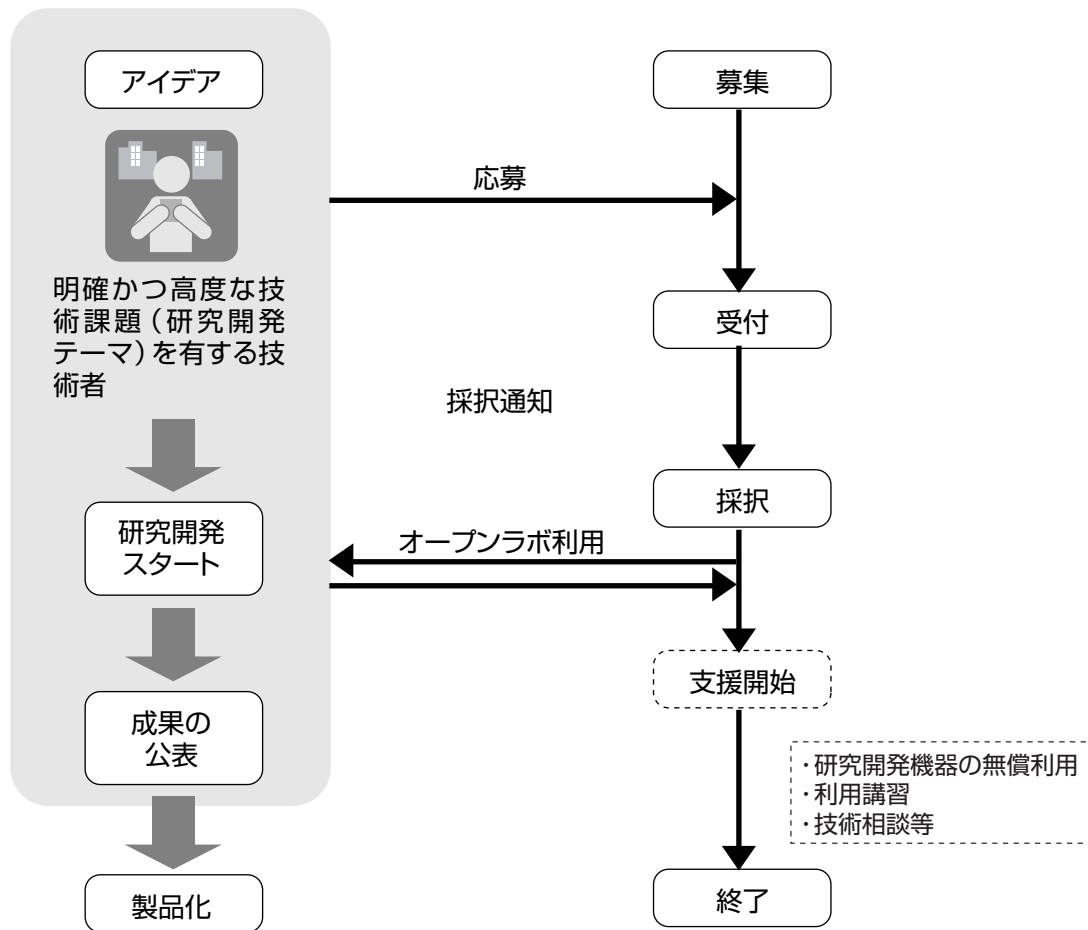 アイデア
募集
応募
明確かつ高度な技
術課題（研究開発
テーマ）を有する技
術者
受付
採択通知
採択
研究開発
スタート
オープンラボ利用
支援開始
成果の
公表
・研究開発機器の無償利用
・利用講習
・技術相談等
製品化
終了